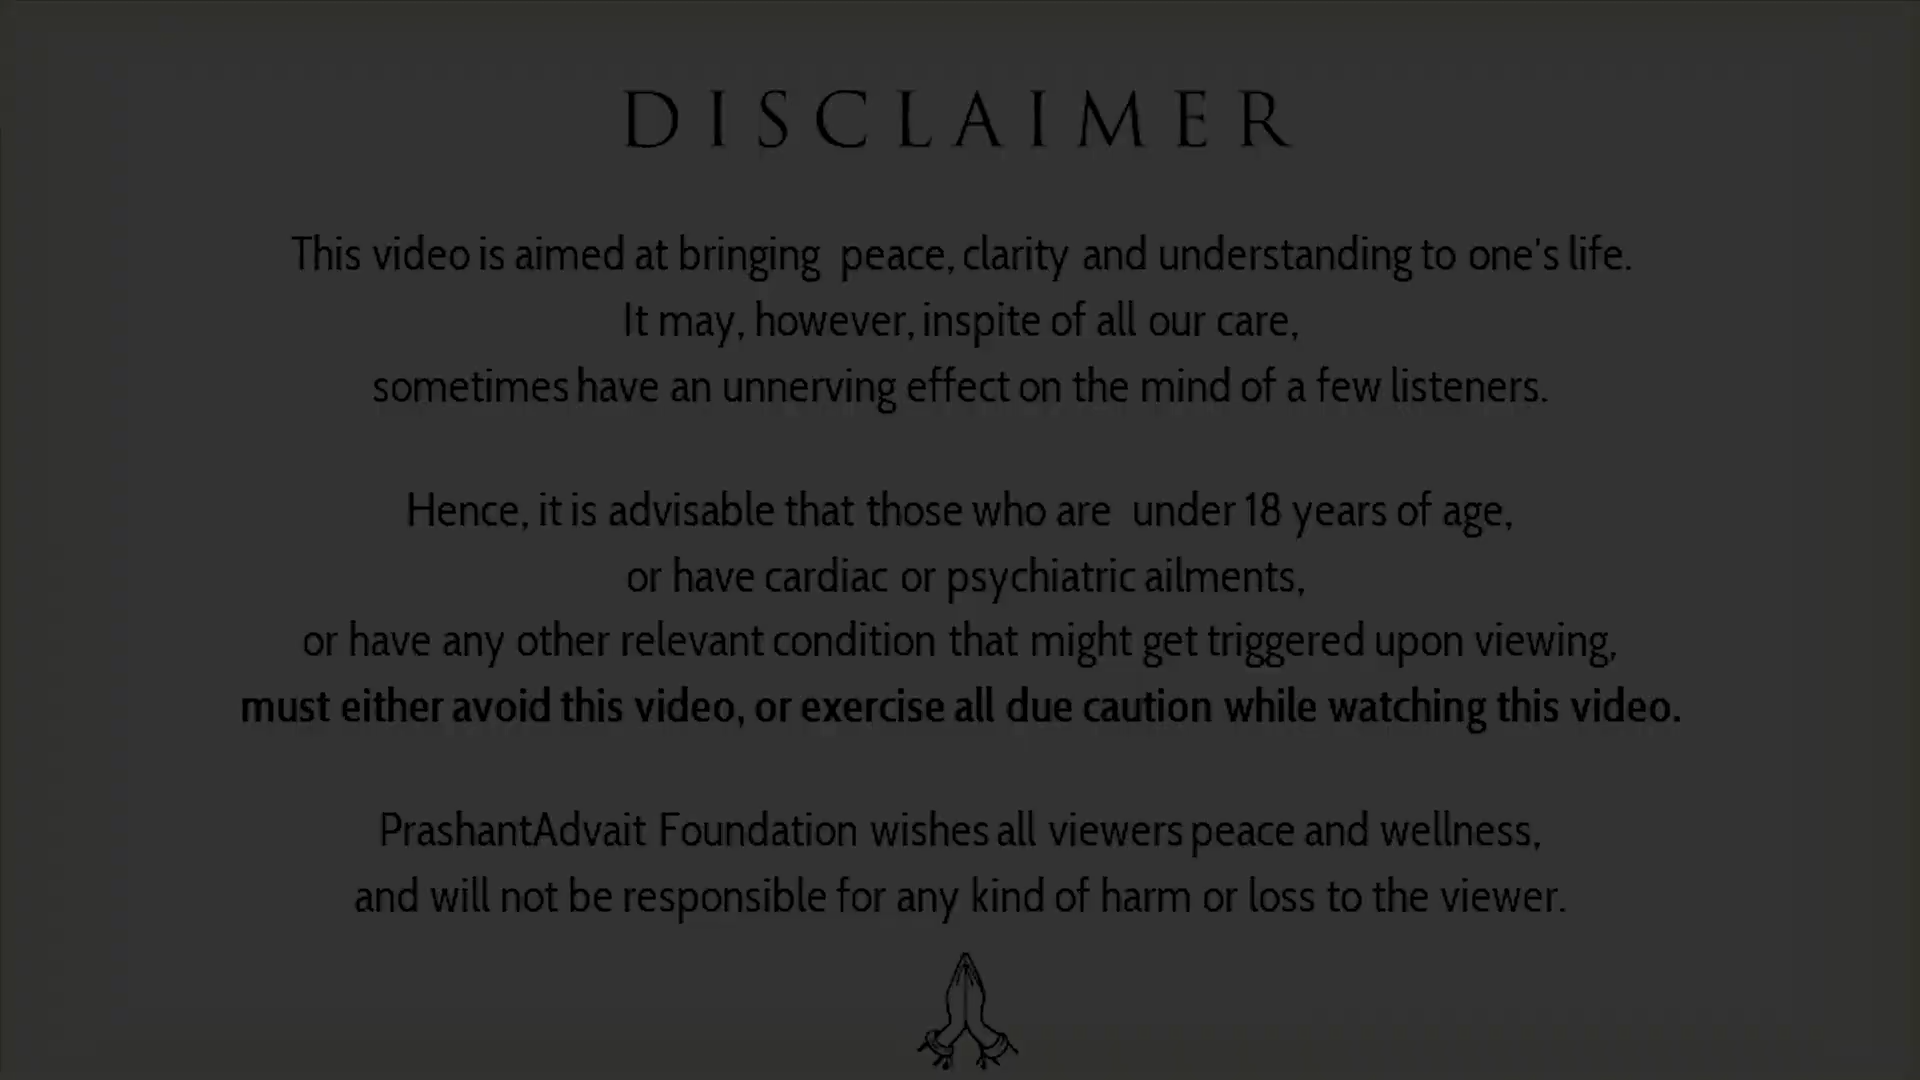 DISCLAIMER
This video is aimed at bringing peace, clarity and understanding to one's life.
It may, however, inspite of all our care,
sometimes have an unnerving effect on the mind of a few listeners.
Hence, it is advisable that those who are under 18 years of age,
or have cardiac or psychiatric ailments,
or have any other relevant condition that might get triggered upon viewing,
must either avoid this video, or exercise all due caution while watching this video.
PrashantAdvait Foundation wishes all viewers peace and wellness,
and will not be responsible for any kind of harm or loss to the viewer.